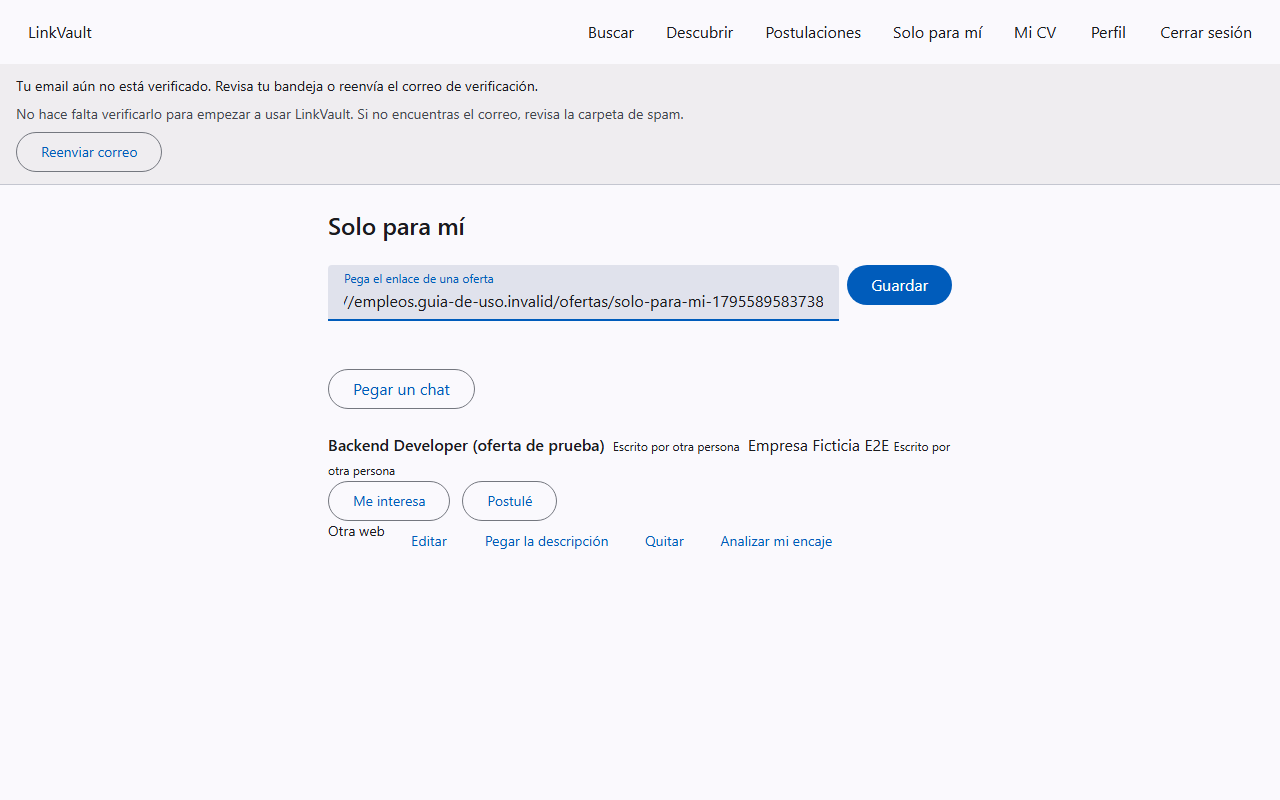 LinkVault
Buscar
Descubrir
Postulaciones
Solo para mí
Mi CV
Perfil
Cerrar sesión
Tu email aún no está verificado. Revisa tu bandeja o reenvía el correo de verificación.
No hace falta verificarlo para empezar a usar LinkVault. Si no encuentras el correo, revisa la carpeta de spam.
Reenviar correo
Solo para mí
Pega el enlace de una oferta
//empleos.guia-de-uso.invalid/ofertas/solo-para-mi-1795589583738
Guardar
Pegar un chat
Backend Developer (oferta de prueba) Escrito por otra persona Empresa Ficticia E2E Escrito por
otra persona
Me interesa
Postulé
Otra web
Editar
Pegar la descripción
Quitar
Analizar mi encaje